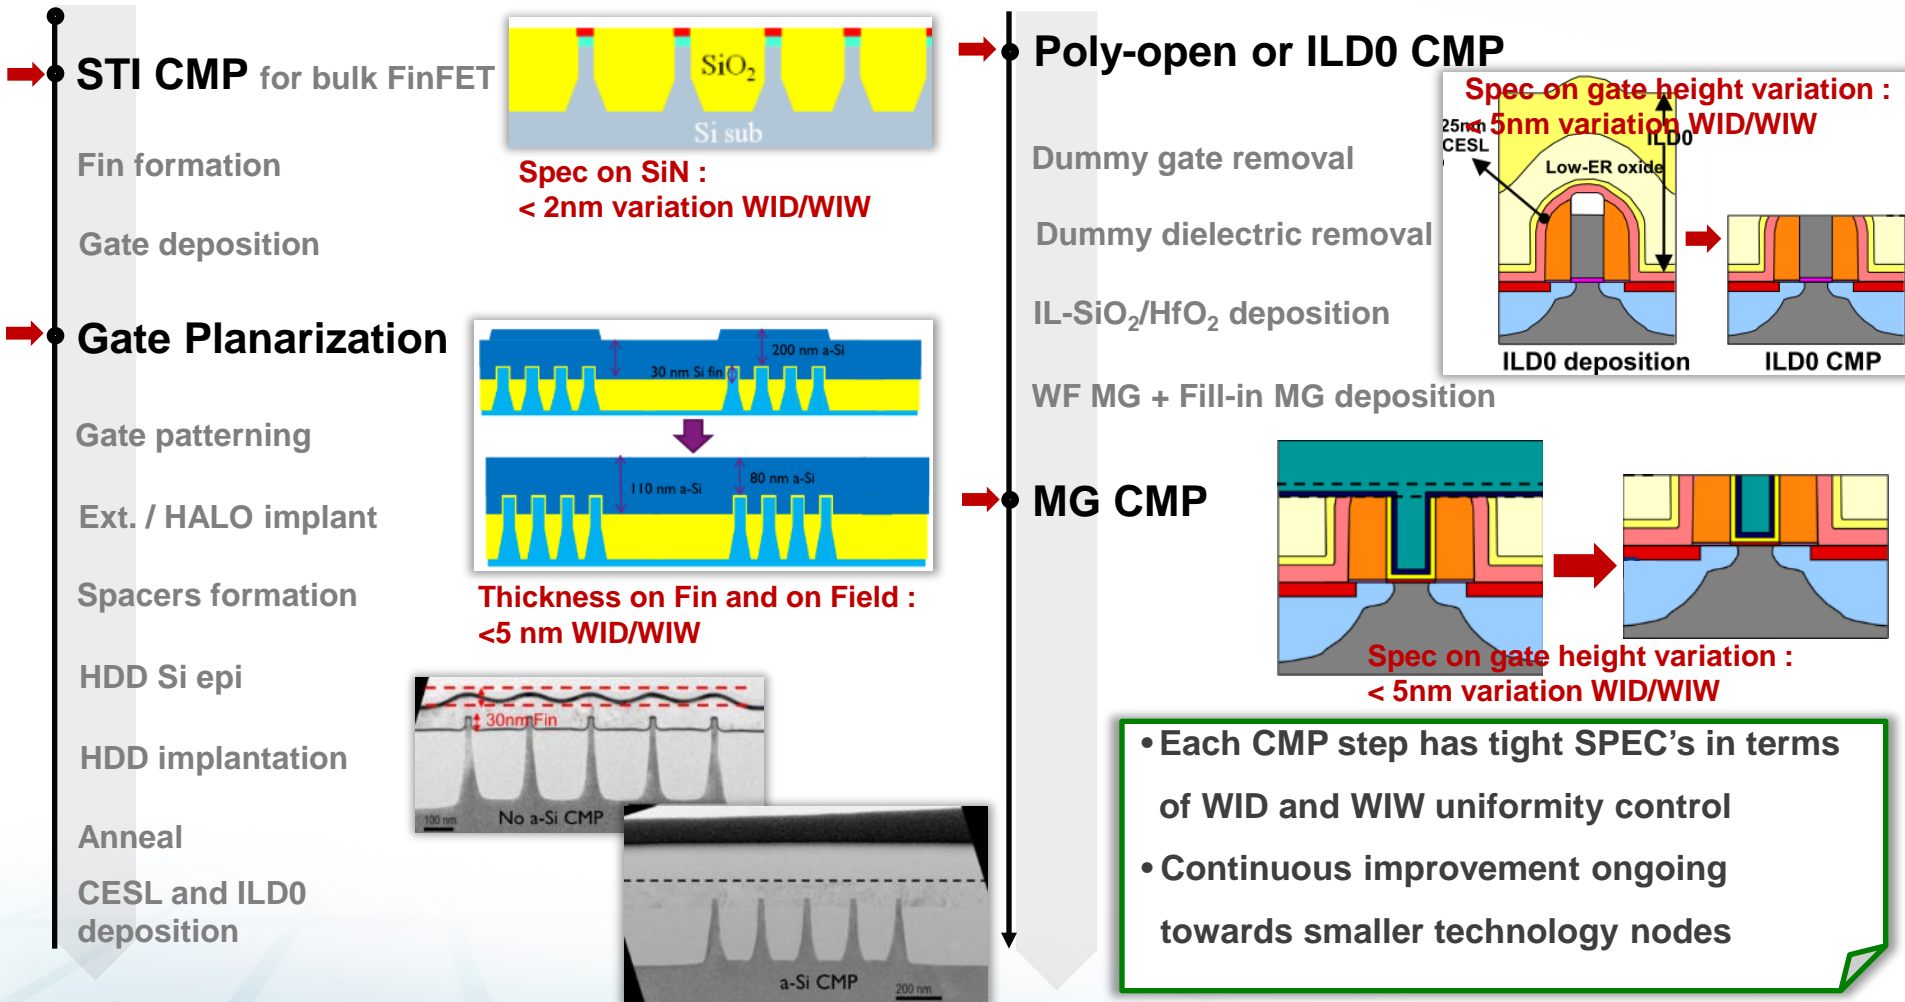 STI CMP for bulk FinFET
Fin formation
Gate deposition
Gate Planarization
Gate patterning
Ext. / HALO implant
Spacers formation
HDD Si epi
HDD implantation
Anneal
CESL and ILD0
deposition
SiO₂
Si sub
Spec on SiN :
< 2nm variation WID/WIW
200 nm a-Si
30 nm Si fin
110 nm a-Si
80 nm a-Si
Thickness on Fin and on Field :
<5 nm WID/WIW
30nm Fin
100 nm
No a-Si CMP
a-Si CMP
200 nm
Poly-open or ILD0 CMP
Dummy gate removal
Dummy dielectric removal
IL-SiO₂/HfO₂ deposition
WF MG + Fill-in MG deposition
MG CMP
Spec on gate height variation :
< 5nm variation WID/WIW
25nm
CESL
ILD0
Low-ER oxide
ILD0 deposition
ILD0 CMP
Spec on gate height variation :
< 5nm variation WID/WIW
• Each CMP step has tight SPEC's in terms
of WID and WIW uniformity control
• Continuous improvement ongoing
towards smaller technology nodes